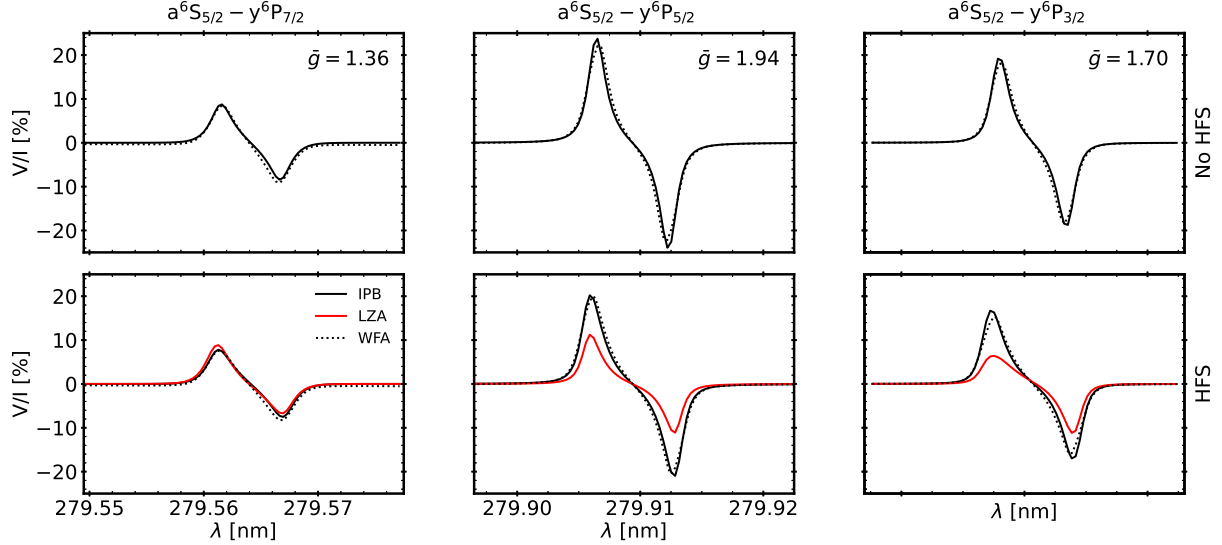 a⁶S₅/₂ − y⁶P₇/₂
a⁶S₅/₂ − y⁶P₅/₂
a⁶S₅/₂ − y⁶P₃/₂
V/I [%]
20
10
0
−10
−20
ḡ = 1.36
ḡ = 1.94
ḡ = 1.70
No HFS
V/I [%]
20
10
0
−10
−20
IPB
LZA
WFA
HFS
279.55 279.56 279.57
λ [nm]
279.90 279.91 279.92
λ [nm]
λ [nm]